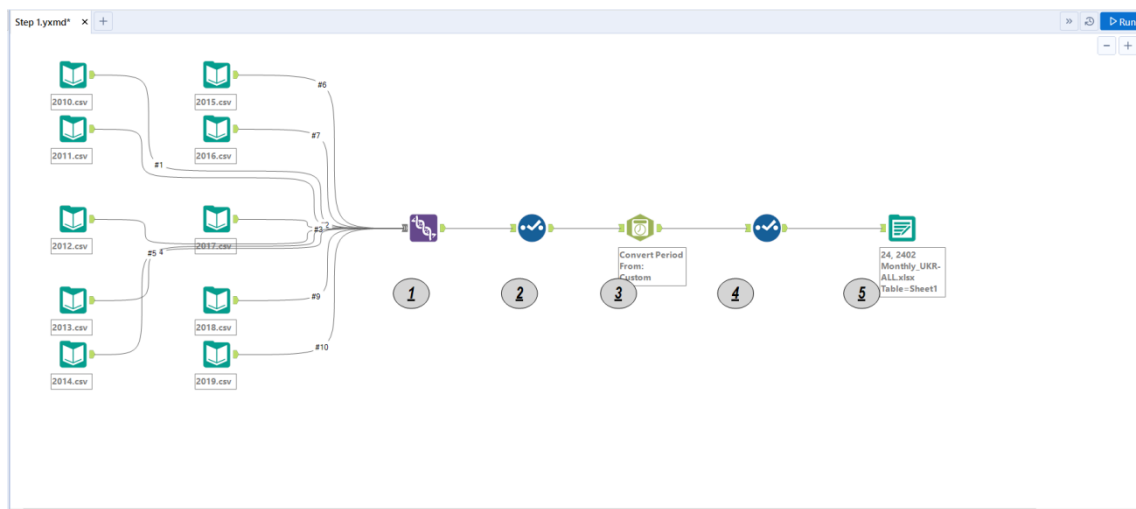 Step 1.yxmd*
Run
2010.csv
2015.csv
#6
2011.csv
2016.csv
#7
#1
2012.csv
2017.csv
#3
2
#5 4
2013.csv
2018.csv
#9
2014.csv
2019.csv
#10
Convert Period
From:
Custom
24, 2402
Monthly_UKR-
ALL.xlsx
Table=Sheet1
1
2
3
4
5